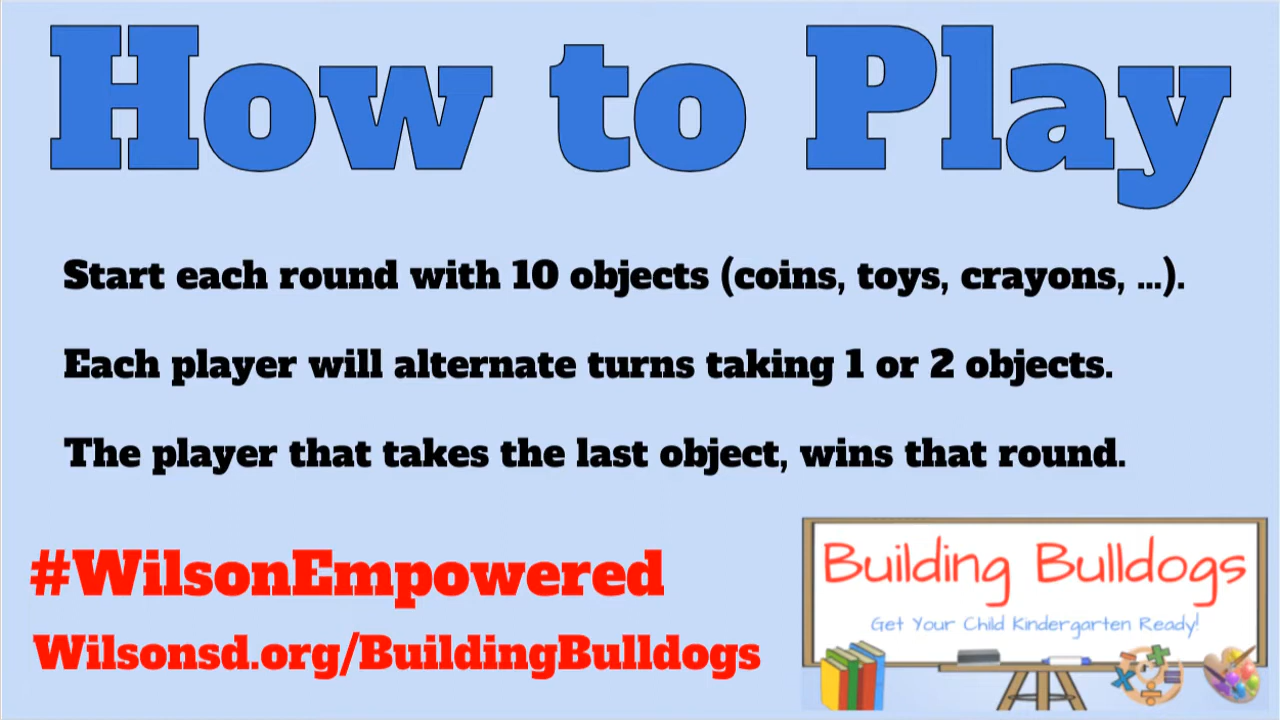 How to Play
Start each round with 10 objects (coins, toys, crayons, ...).
Each player will alternate turns taking 1 or 2 objects.
The player that takes the last object, wins that round.
#WilsonEmpowered
Wilsonsd.org/BuildingBulldogs
Building Bulldogs
Get Your Child Kindergarten Ready!